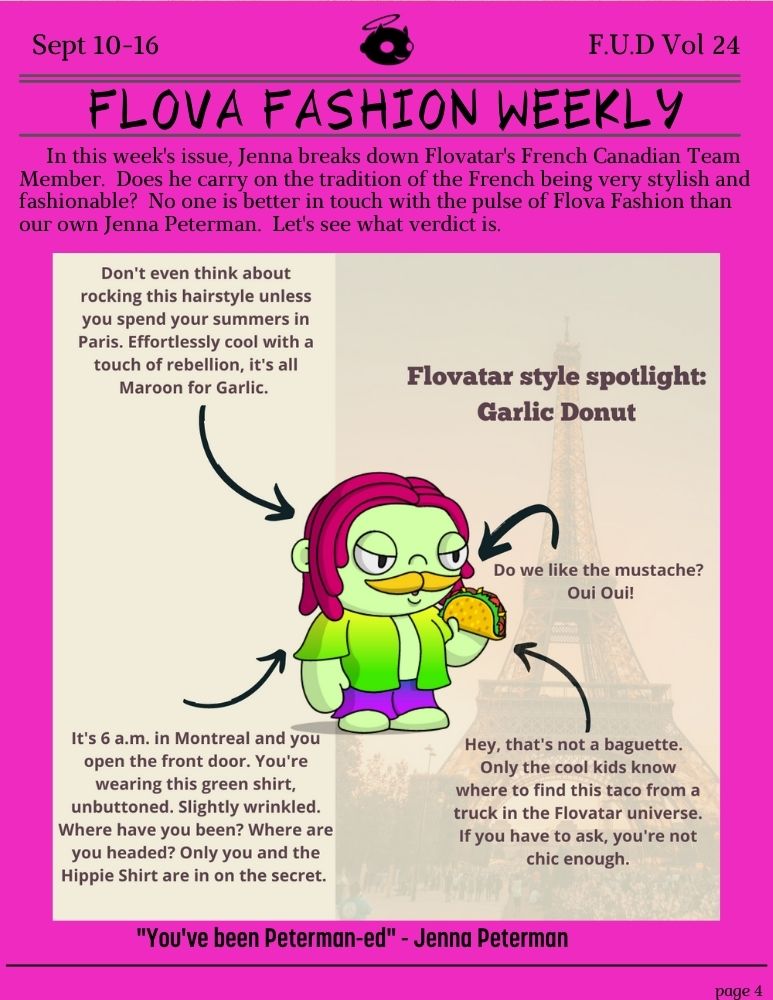 Sept 10-16
F.U.D Vol 24
FLOVA FASHION WEEKLY
In this week's issue, Jenna breaks down Flovatar's French Canadian Team
Member. Does he carry on the tradition of the French being very stylish and
fashionable? No one is better in touch with the pulse of Flova Fashion than
our own Jenna Peterman. Let's see what verdict is.
Don't even think about
rocking this hairstyle unless
you spend your summers in
Paris. Effortlessly cool with a
touch of rebellion, it's all
Maroon for Garlic.
Flovatar style spotlight:
Garlic Donut
Do we like the mustache?
Oui Oui!
It's 6 a.m. in Montreal and you
open the front door. You're
wearing this green shirt,
unbuttoned. Slightly wrinkled.
Where have you been? Where are
you headed? Only you and the
Hippie Shirt are in on the secret.
Hey, that's not a baguette.
Only the cool kids know
where to find this taco from a
truck in the Flovatar universe.
If you have to ask, you're not
chic enough.
"You've been Peterman-ed" - Jenna Peterman
page 4